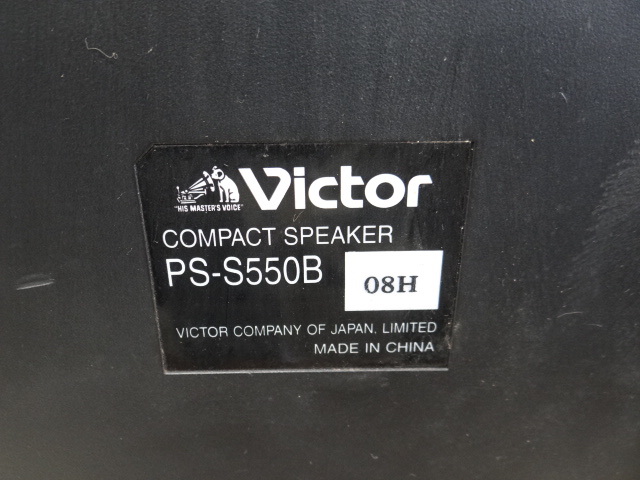 Victor
"HIS MASTER'S VOICE"
COMPACT SPEAKER
PS-S550B 08H
VICTOR COMPANY OF JAPAN, LIMITED
MADE IN CHINA